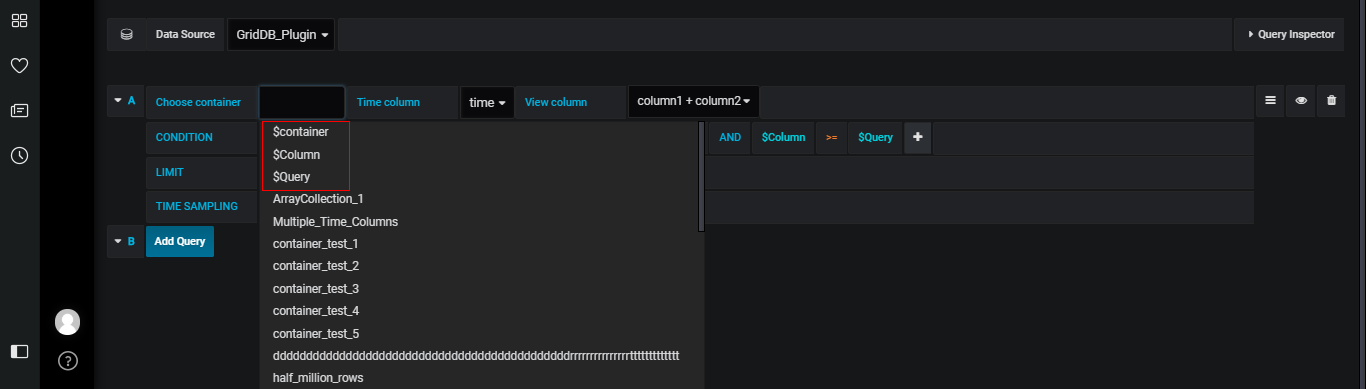 Data Source GridDB_Plugin Query Inspector
A Choose container Time column time View column column1 + column2
$container
CONDITION AND $Column >= $Query +
$Column
LIMIT
$Query
ArrayCollection_1
TIME SAMPLING
Multiple_Time_Columns
B Add Query
container_test_1
container_test_2
container_test_3
container_test_4
container_test_5
?
half_million_rows